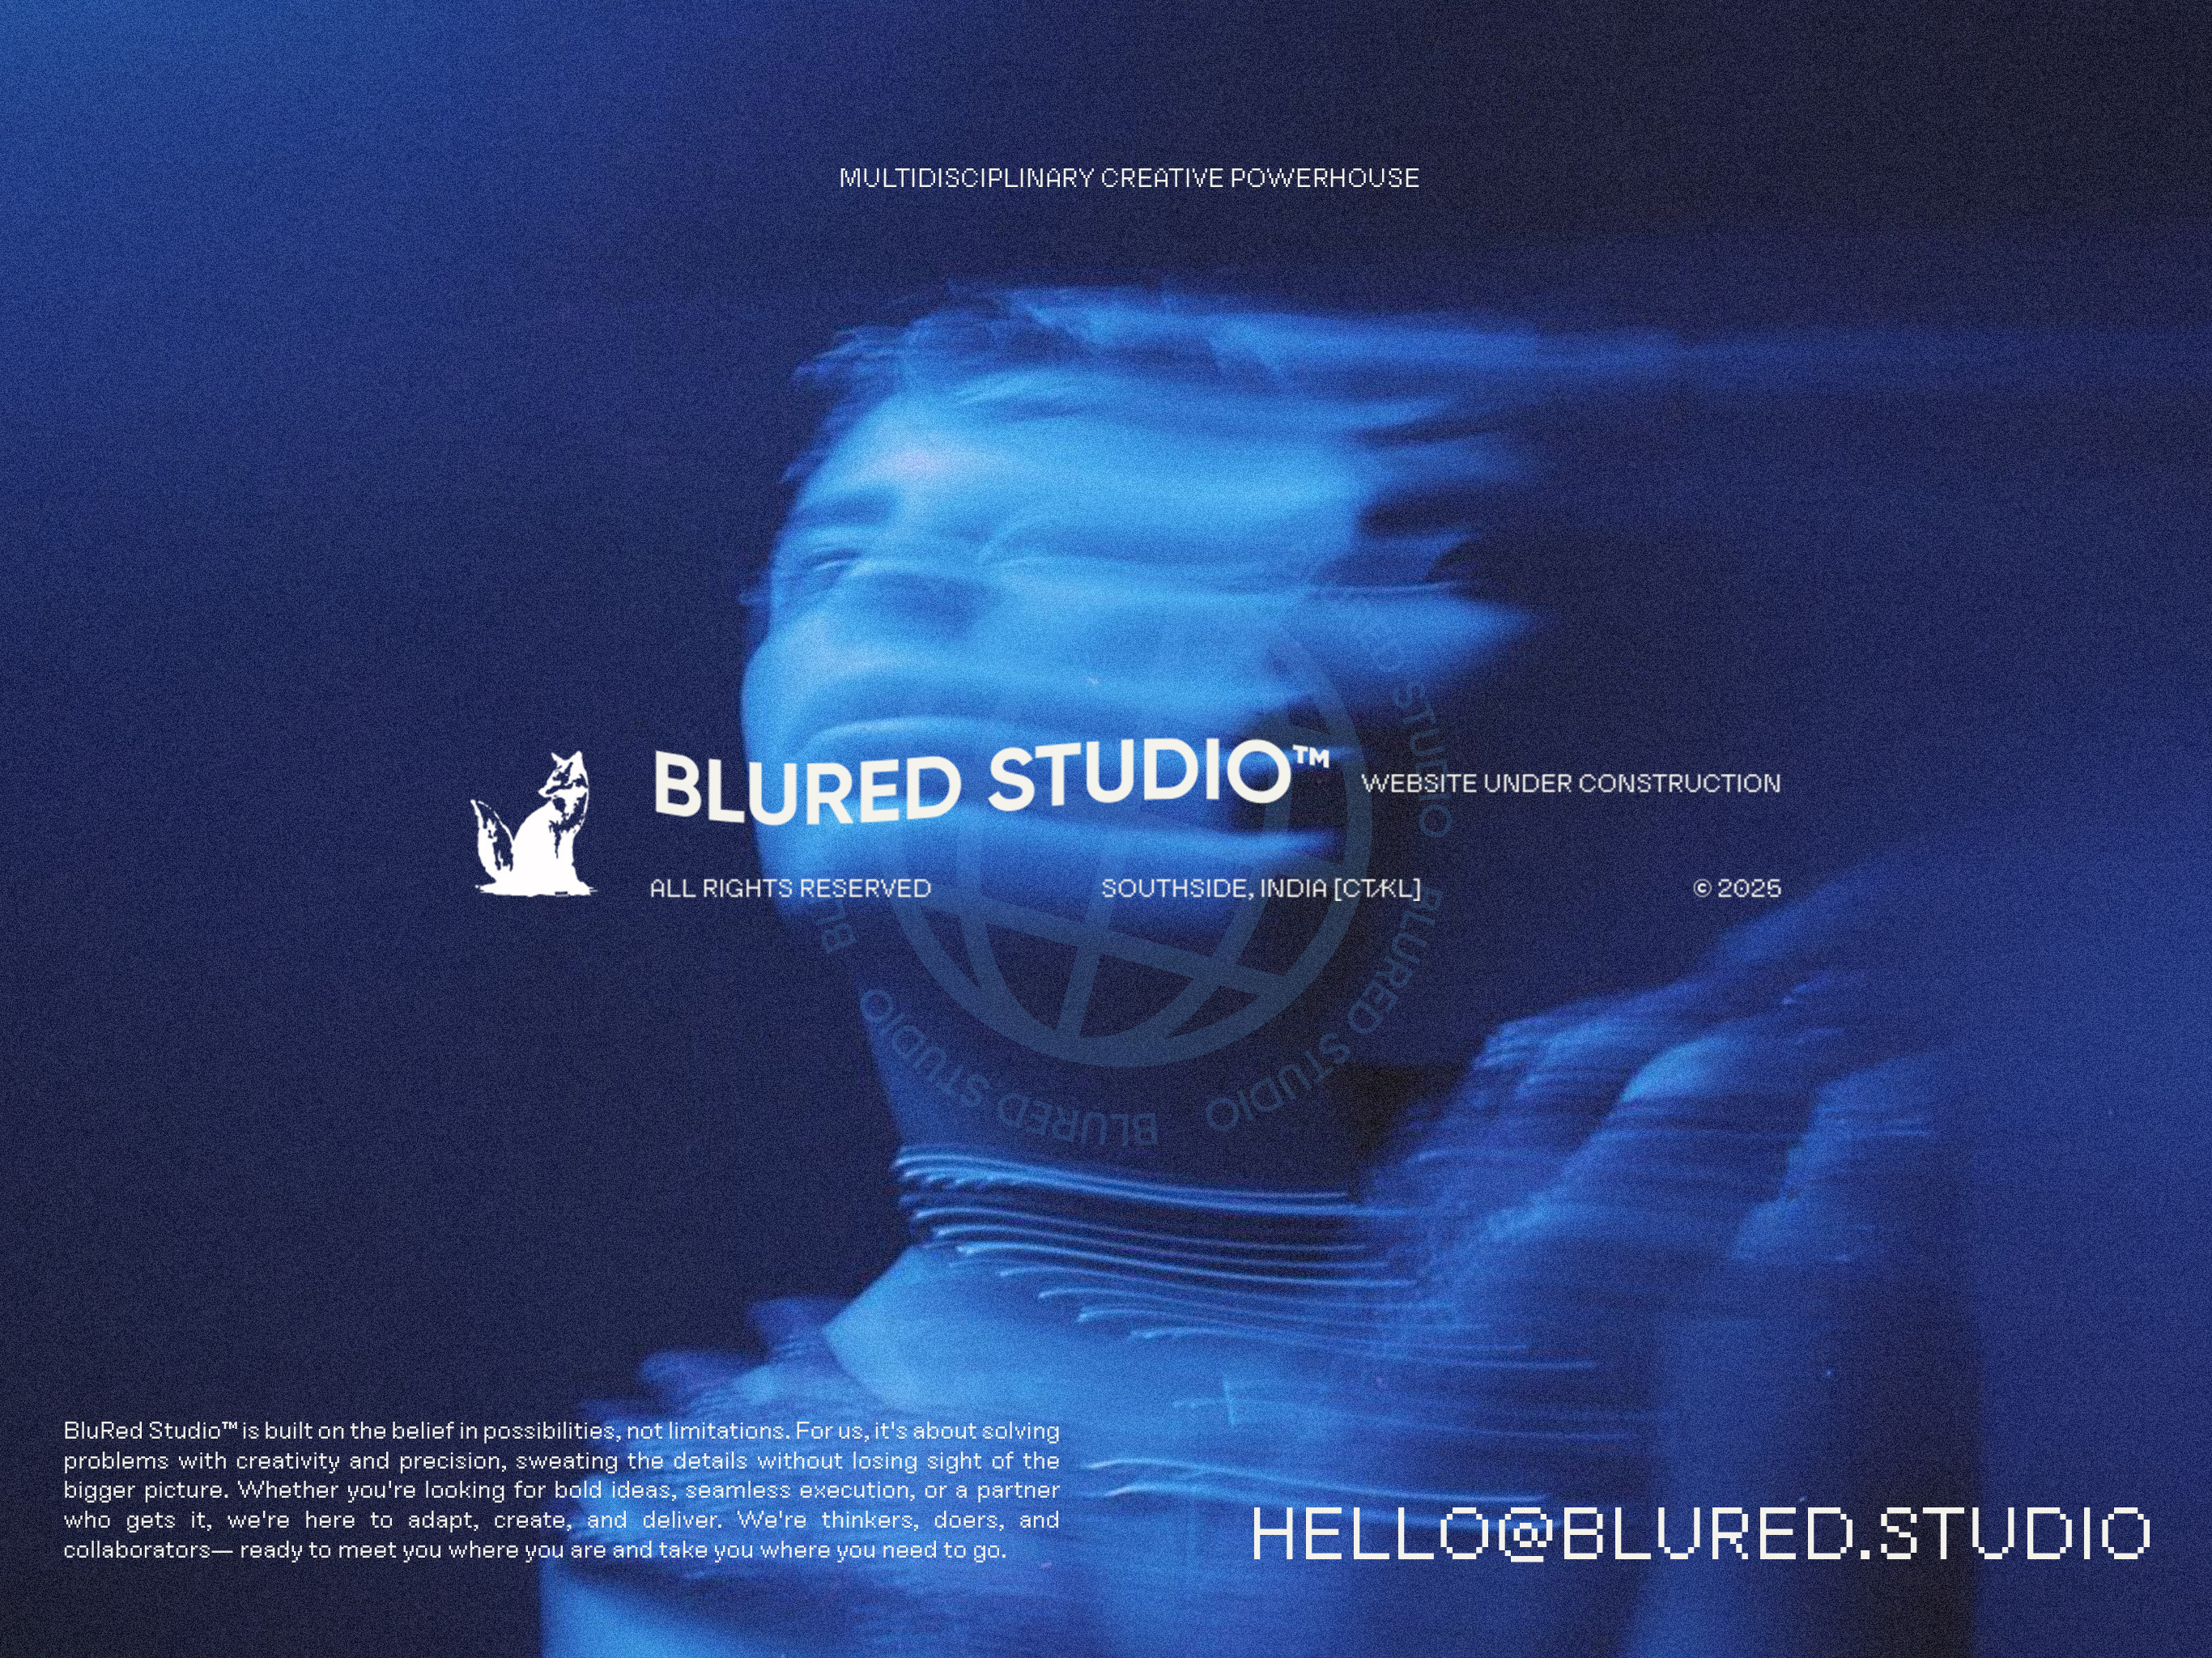 MULTIDISCIPLINARY CREATIVE POWERHOUSE
BLURED STUDIO™
WEBSITE UNDER CONSTRUCTION
ALL RIGHTS RESERVED
SOUTHSIDE, INDIA [CT/KL]
© 2025
BLURED STUDIO
BLURED STUDIO
BLURED STUDIO
BluRed Studio™ is built on the belief in possibilities, not limitations. For us, it's about solving
problems with creativity and precision, sweating the details without losing sight of the
bigger picture. Whether you're looking for bold ideas, seamless execution, or a partner
who gets it, we're here to adapt, create, and deliver. We're thinkers, doers, and
collaborators— ready to meet you where you are and take you where you need to go.
HELLO@BLURED.STUDIO